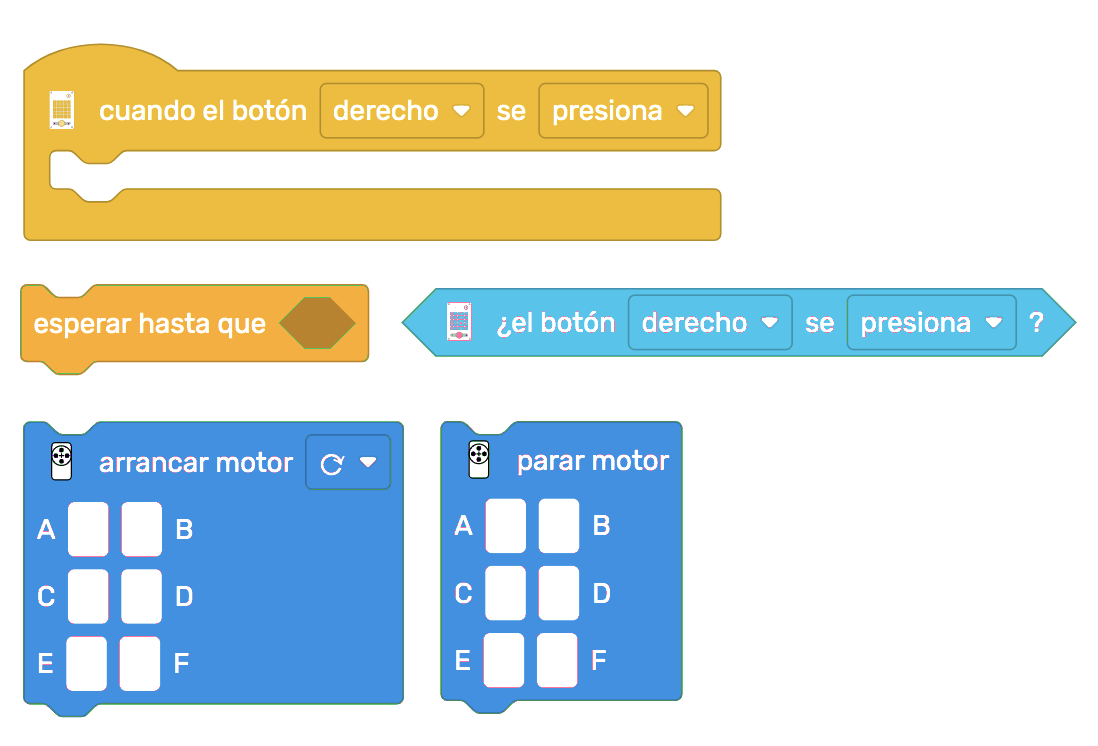 cuando el botón derecho se presiona
esperar hasta que
¿el botón derecho se presiona ?
arrancar motor
A B
C D
E F
parar motor
A B
C D
E F